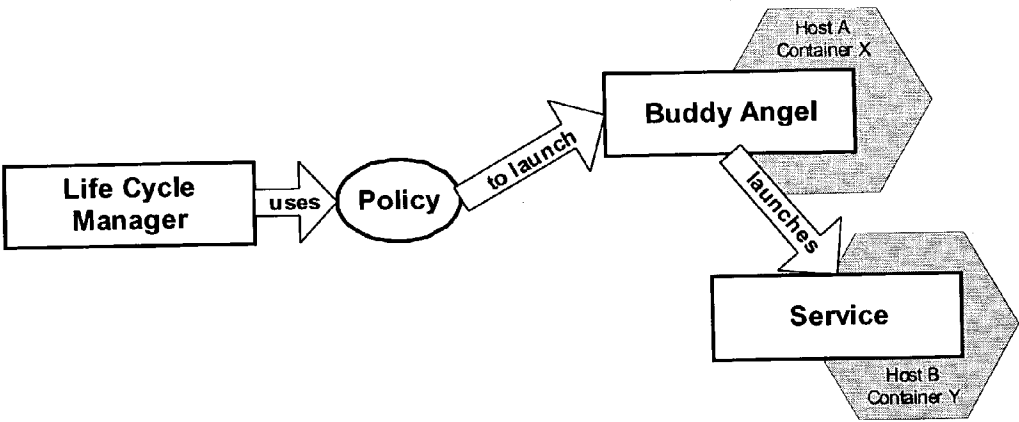 Host A
Container X
Buddy Angel
to launch
Life Cycle
Manager
uses
Policy
launches
Service
Host B
Container Y